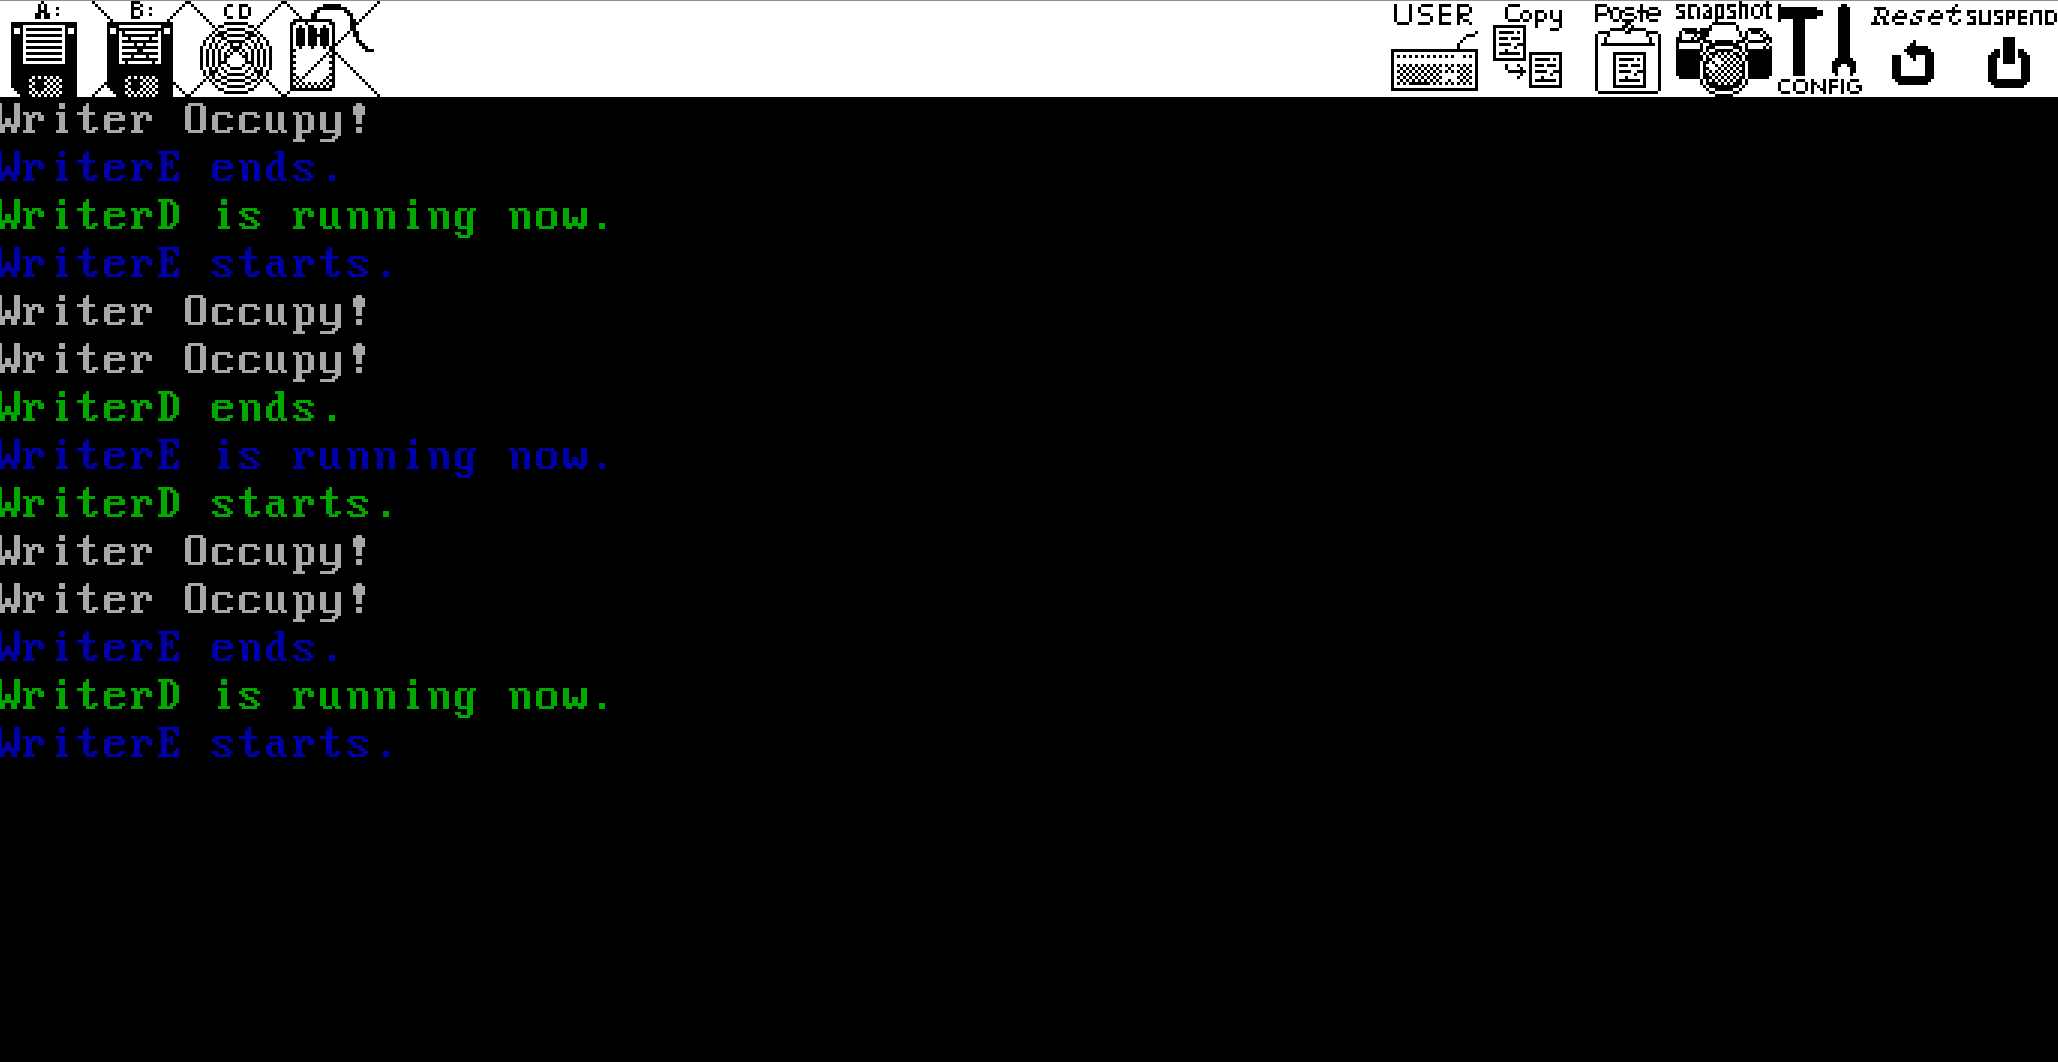 A: B: CD USER Copy Paste snapshot CONFIG Reset SUSPEND
Writer Occupy!
WriterE ends.
WriterD is running now.
WriterE starts.
Writer Occupy!
Writer Occupy!
WriterD ends.
WriterE is running now.
WriterD starts.
Writer Occupy!
Writer Occupy!
WriterE ends.
WriterD is running now.
WriterE starts.